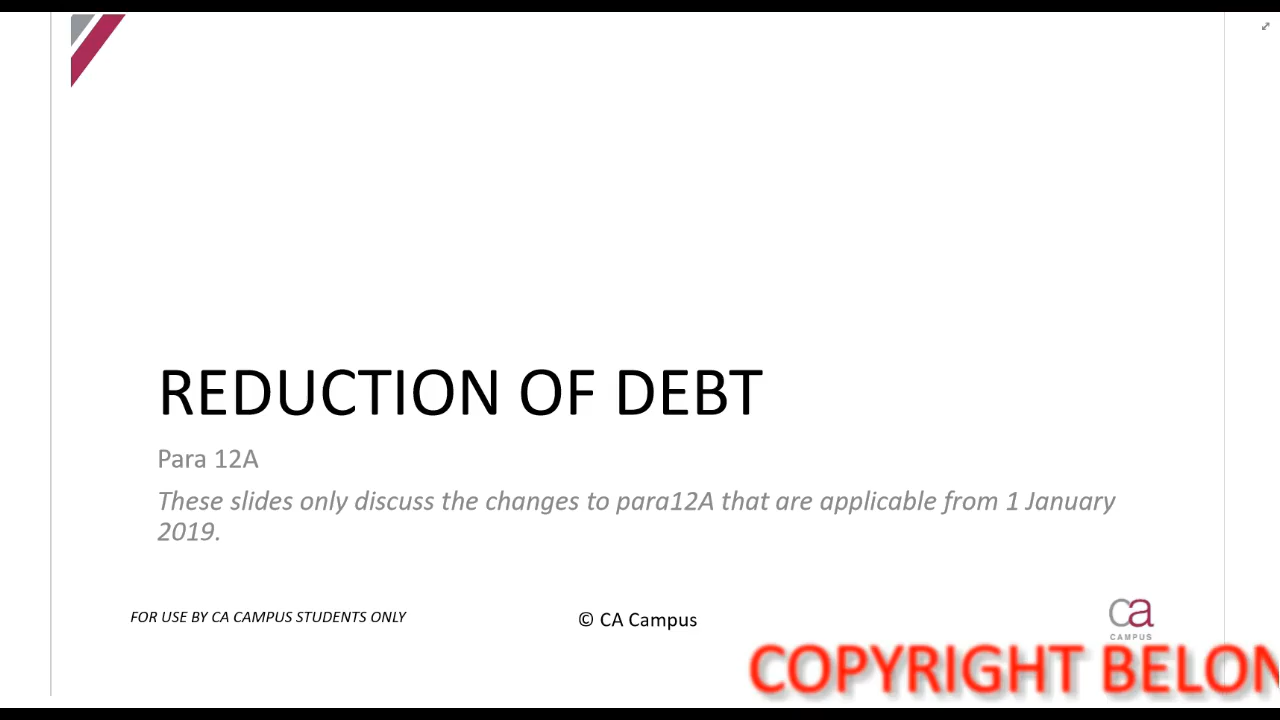 REDUCTION OF DEBT
Para 12A
These slides only discuss the changes to para12A that are applicable from 1 January
2019.
FOR USE BY CA CAMPUS STUDENTS ONLY
© CA Campus
ca
CAMPUS
COPYRIGHT BELON